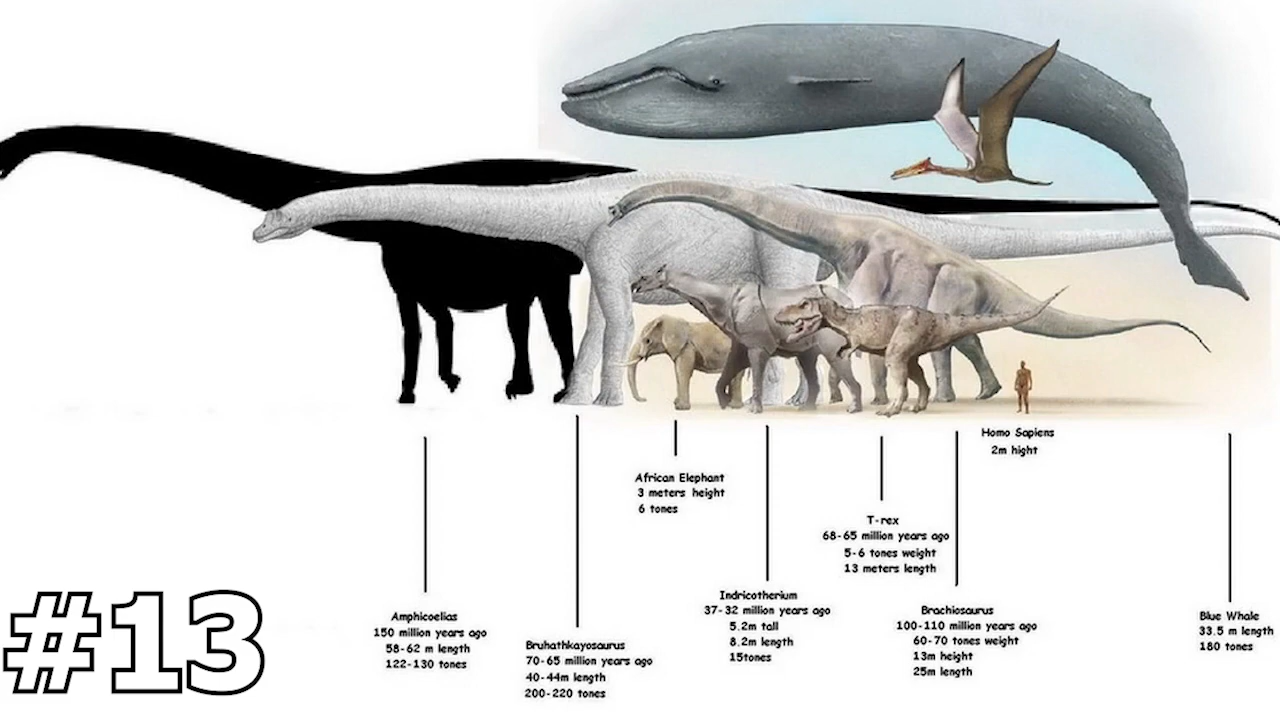 Homo Sapiens
2m hight
African Elephant
3 meters height
6 tones
T-rex
68-65 million years ago
5-6 tones weight
13 meters length
Indricotherium
37-32 million years ago
5.2m tall
8.2m length
15tones
Brachiosaurus
100-110 million years ago
60-70 tones weight
13m height
25m length
Amphicoelias
150 million years ago
58-62 m length
122-130 tones
Bruhathkayosaurus
70-65 million years ago
40-44m length
200-220 tones
Blue Whale
33.5 m length
180 tones
#13